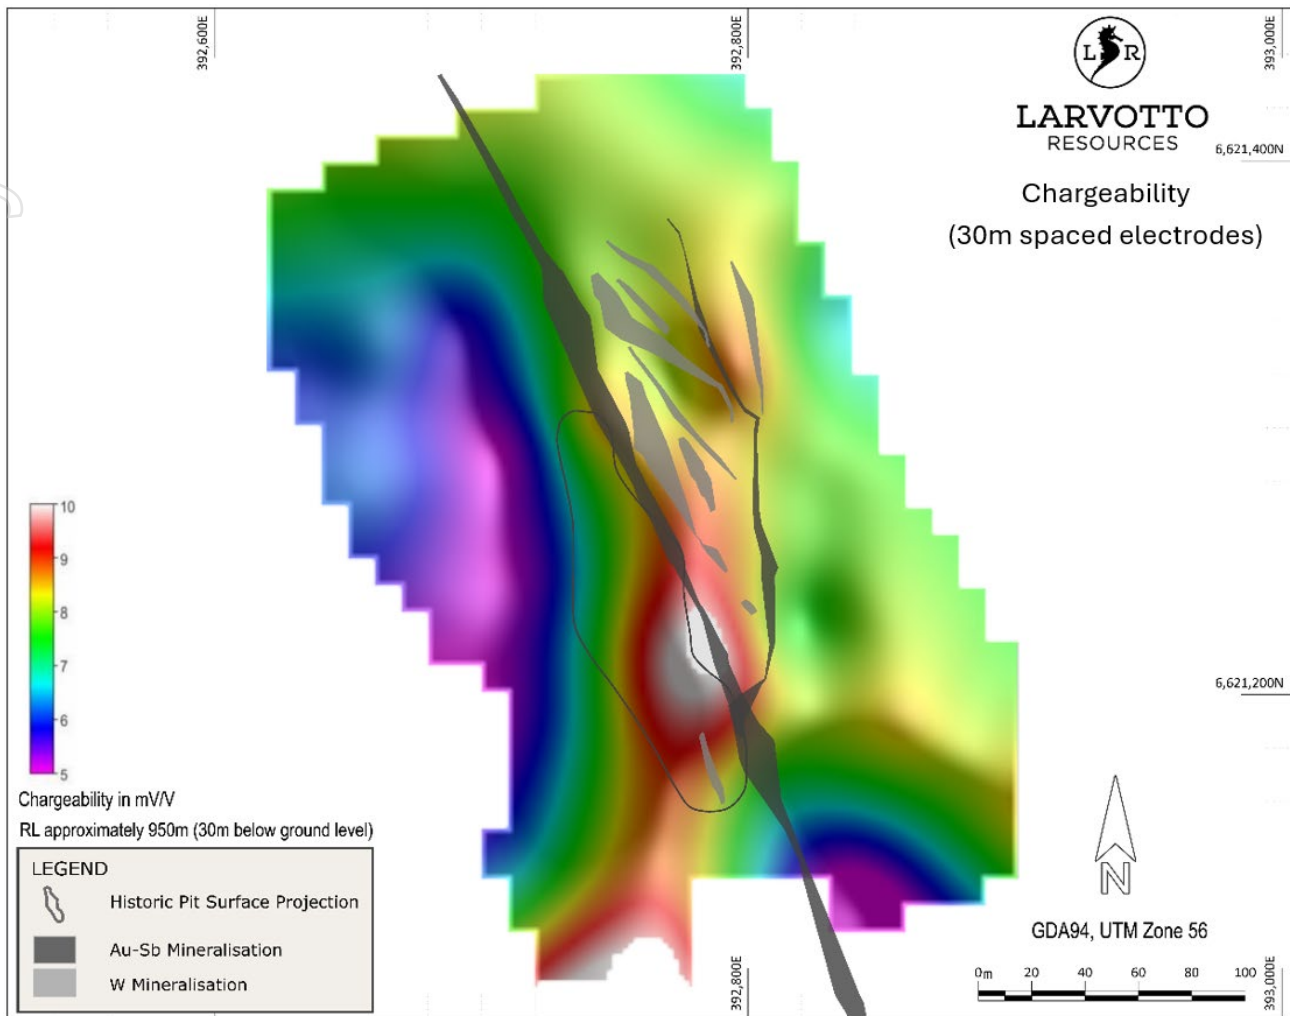 392,600E
392,800E
393,000E
L R
LARVOTTO
RESOURCES
6,621,400N
Chargeability
(30m spaced electrodes)
10
9
8
7
6
5
6,621,200N
Chargeability in mV/V
RL approximately 950m (30m below ground level)
LEGEND
Historic Pit Surface Projection
Au-Sb Mineralisation
W Mineralisation
N
GDA94, UTM Zone 56
0m 20 40 60 80 100
392,800E
393,000E